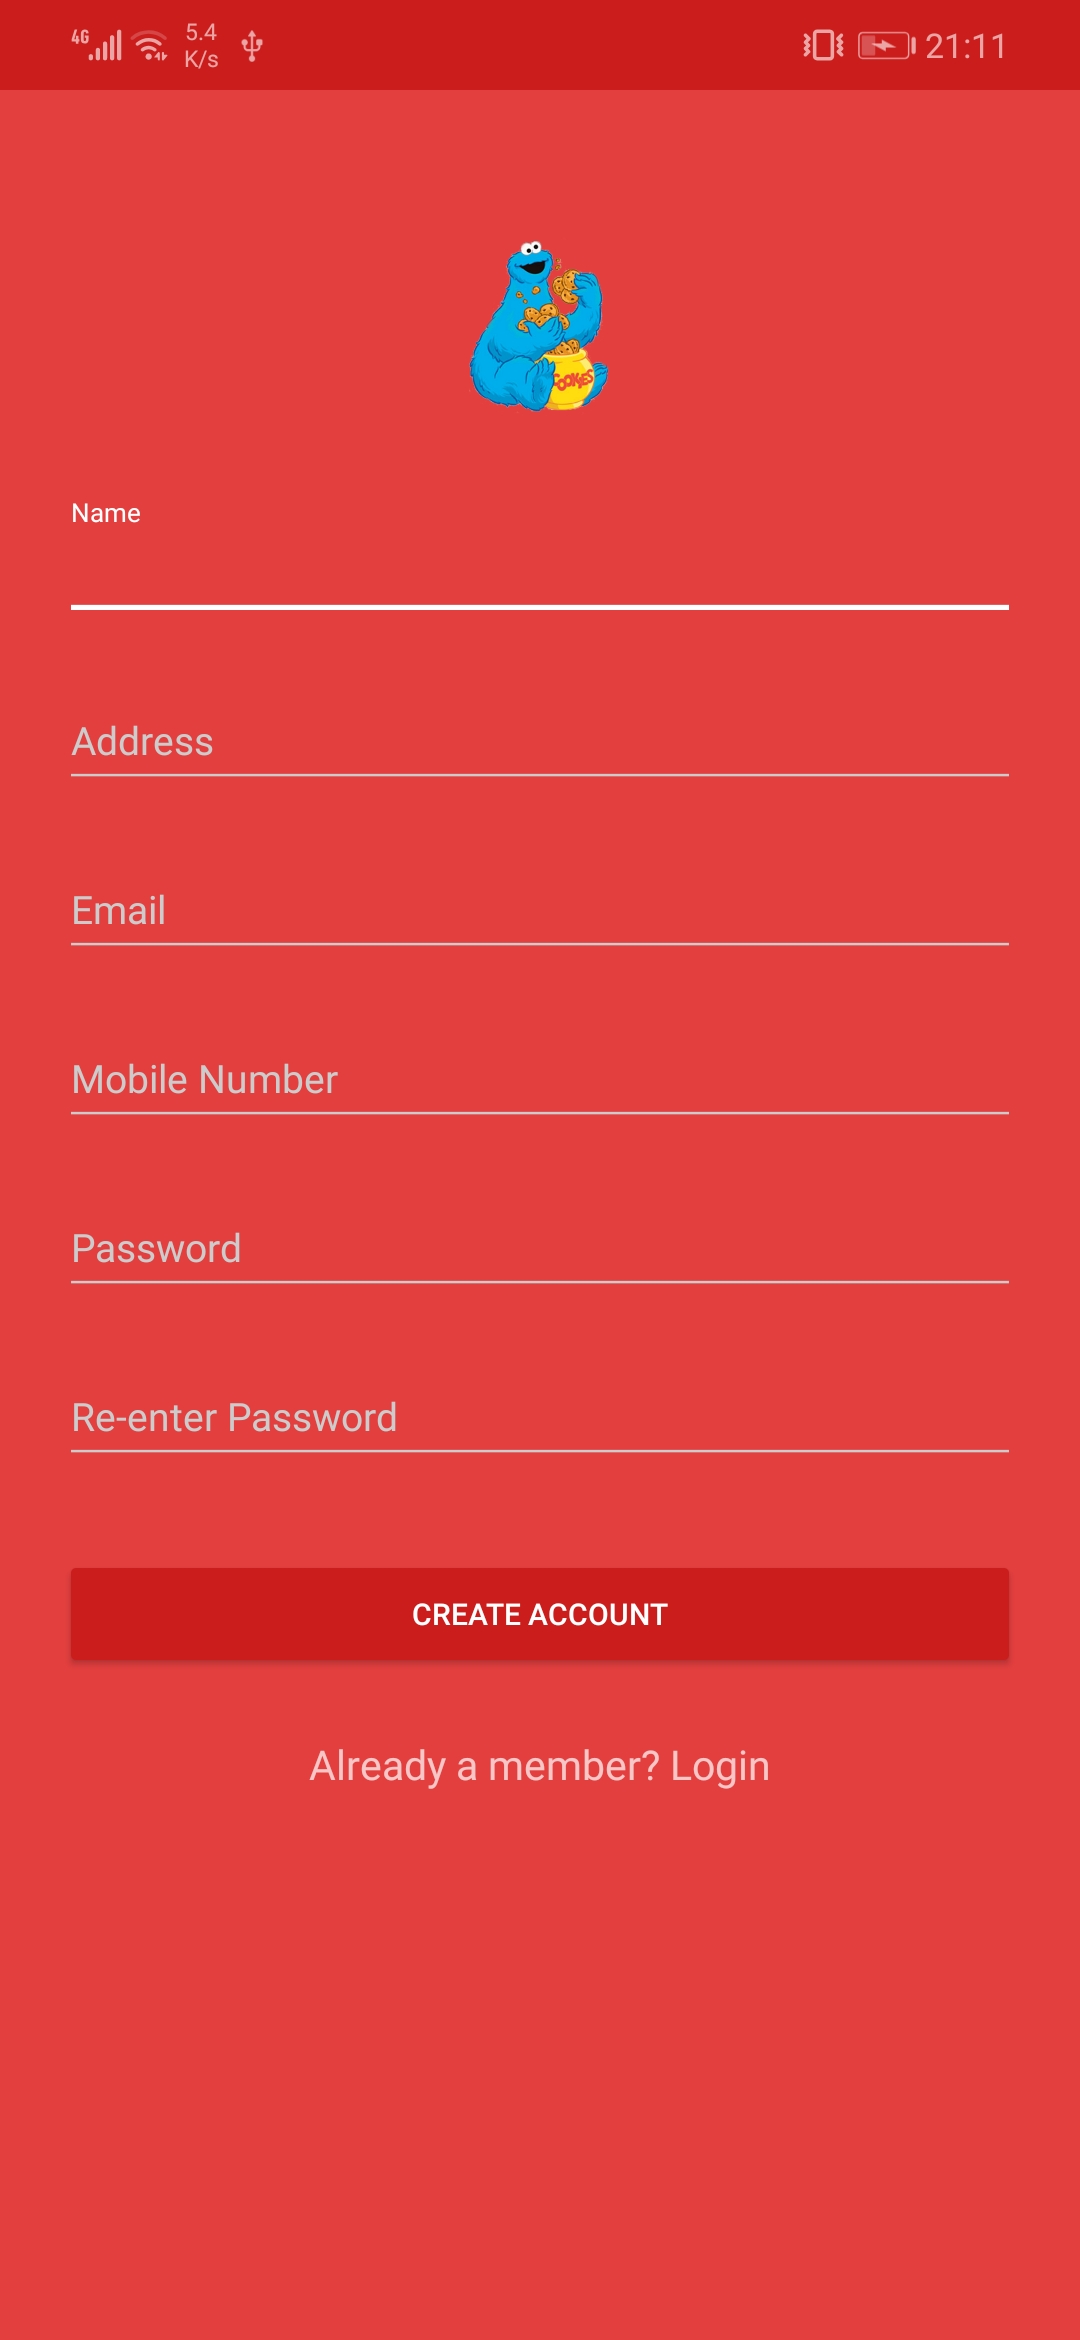 4G 5.4 K/s 21:11
COOKIES
Name
Address
Email
Mobile Number
Password
Re-enter Password
CREATE ACCOUNT
Already a member? Login